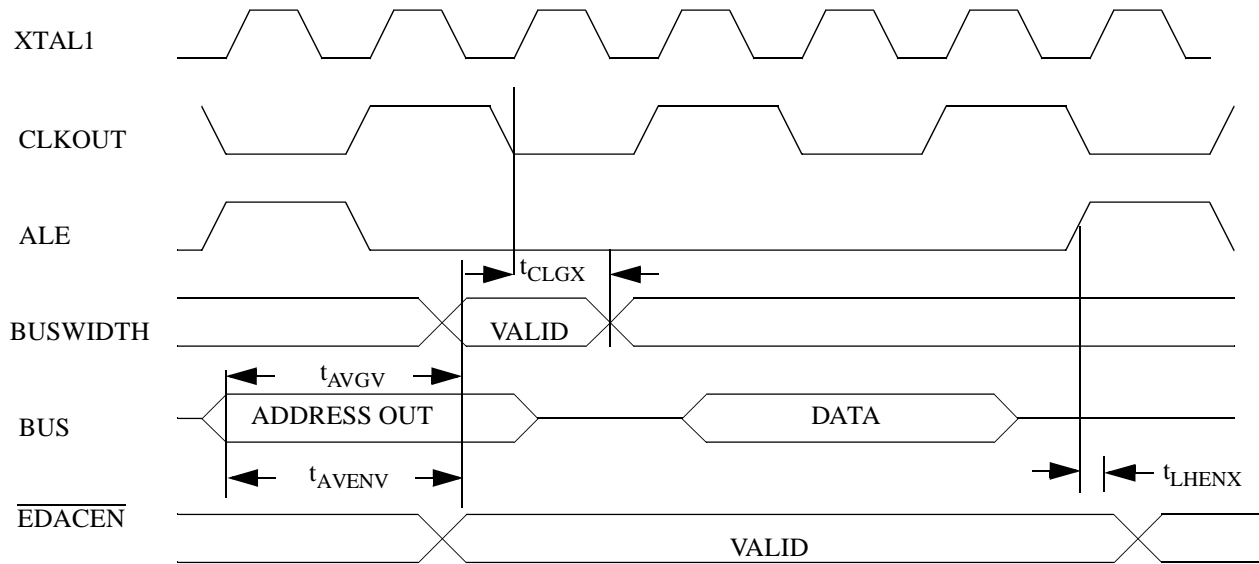 XTAL1
CLKOUT
ALE
tCLGX
BUSWIDTH
VALID
tAVGV
BUS
ADDRESS OUT
DATA
tAVENV
tLHENX
EDACEN
VALID